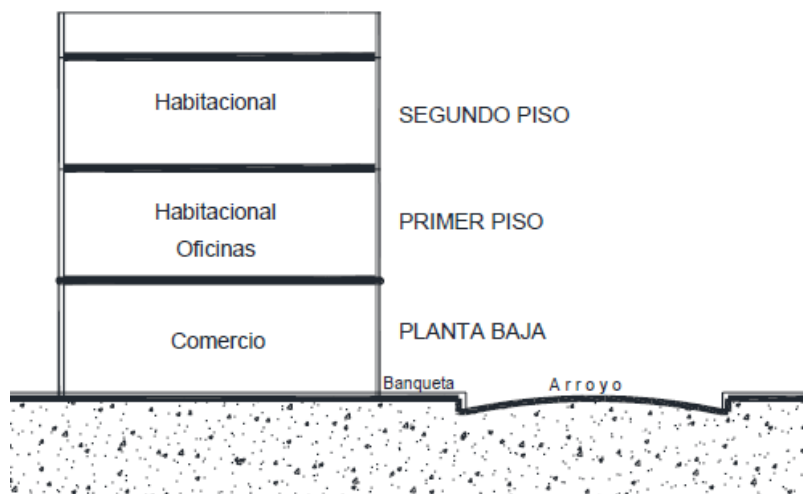 Habitacional
SEGUNDO PISO
Habitacional
Oficinas
PRIMER PISO
Comercio
PLANTA BAJA
Banqueta
Arroyo